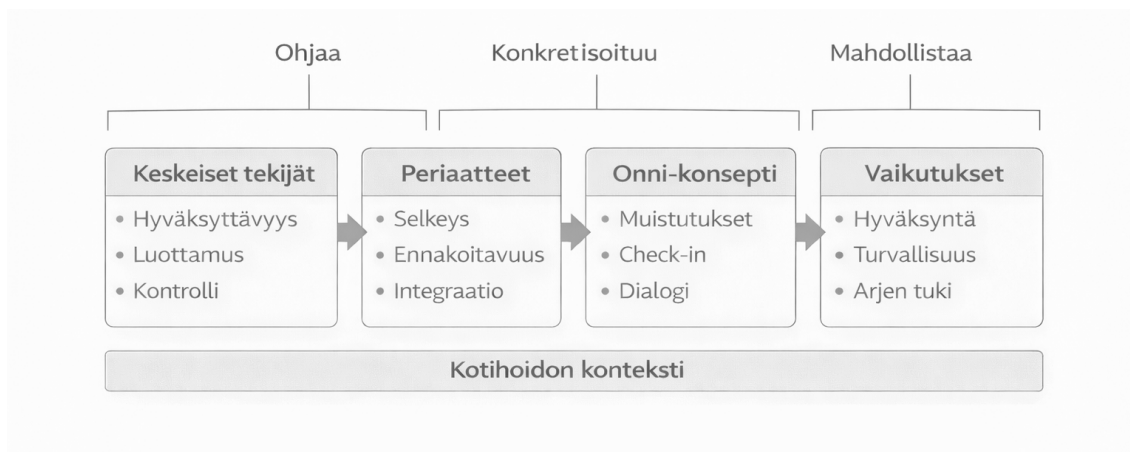 Ohjaa
Konkretisoituu
Mahdollistaa
Keskeiset tekijät
• Hyväksyttävyys
• Luottamus
• Kontrolli
Periaatteet
• Selkeys
• Ennakoitavuus
• Integraatio
Onni-konsepti
• Muistutukset
• Check-in
• Dialogi
Vaikutukset
• Hyväksyntä
• Turvallisuus
• Arjen tuki
Kotihoidon konteksti